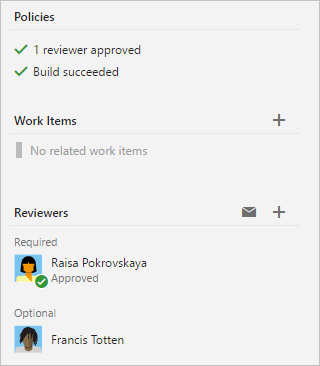 Policies
1 reviewer approved
Build succeeded
Work Items
No related work items
Reviewers
Required
Raisa Pokrovskaya
Approved
Optional
Francis Totten